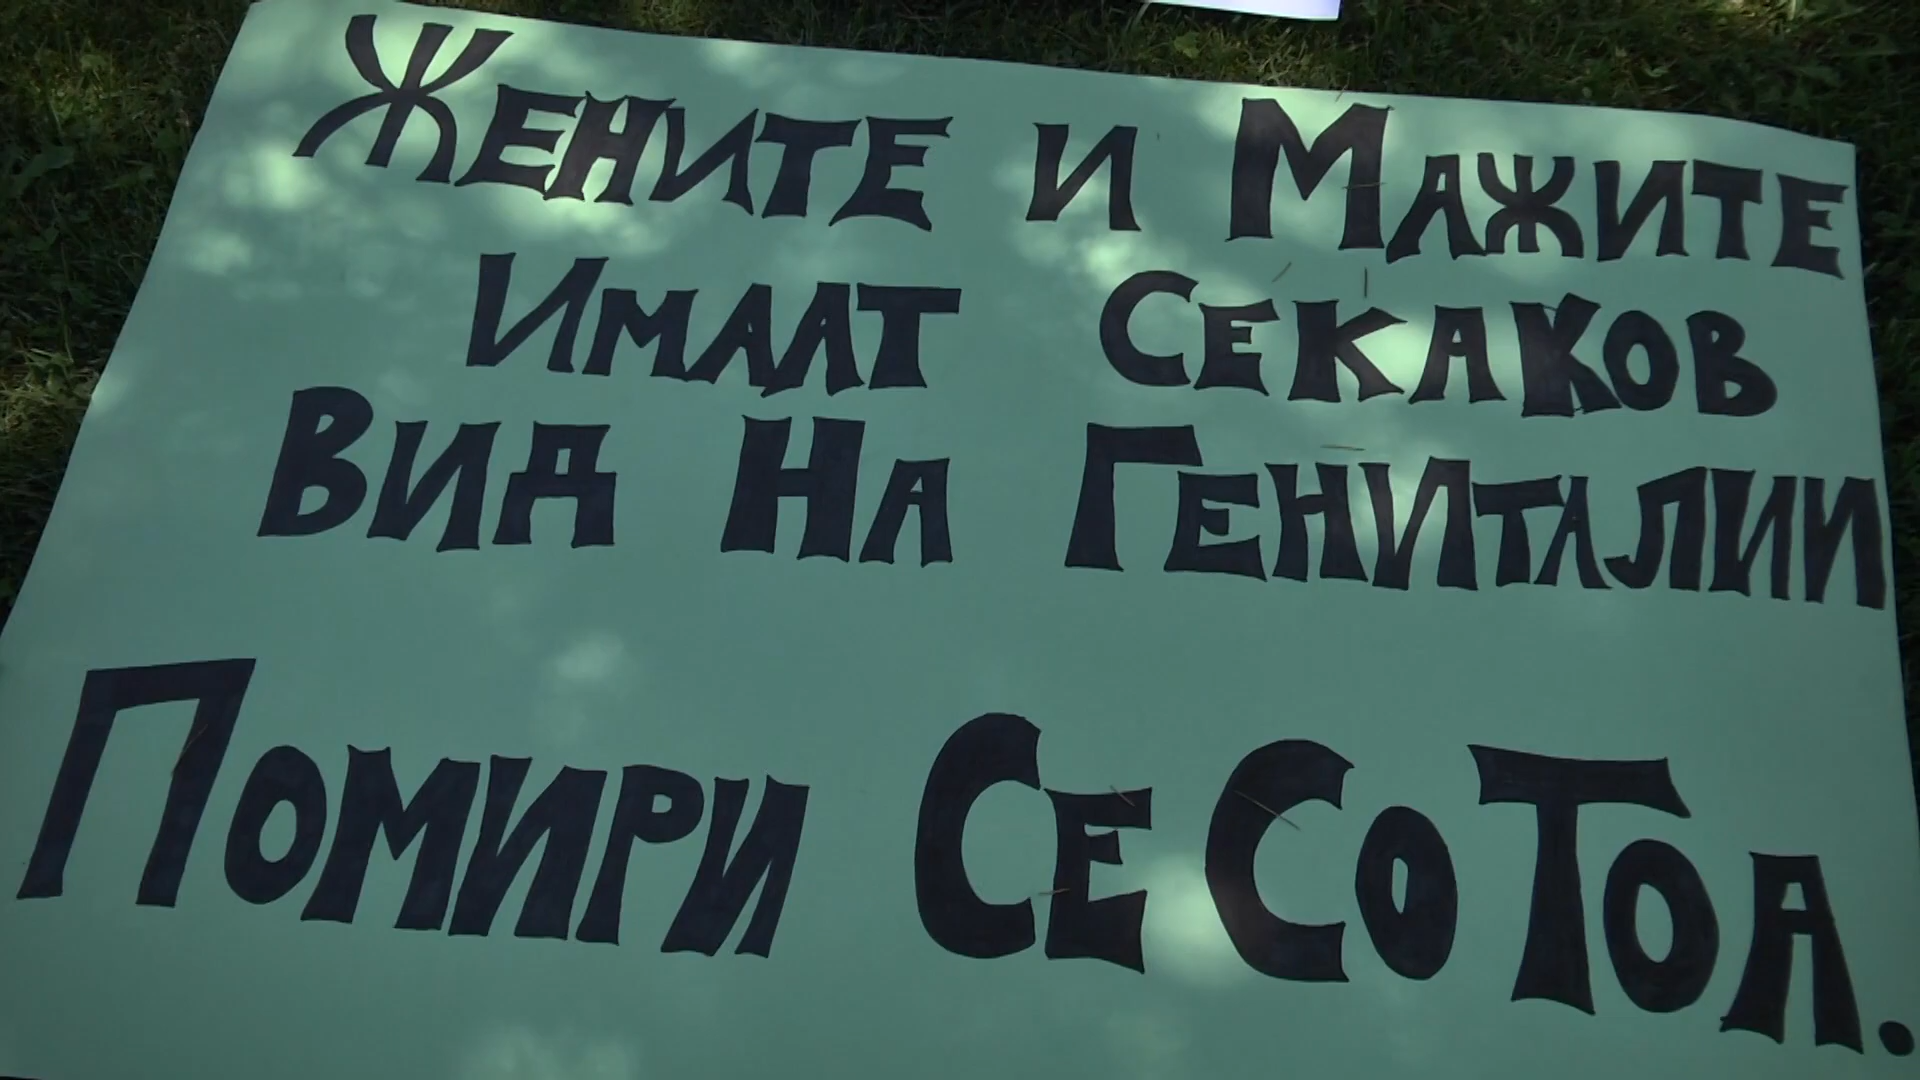 Жените и Мажите
Имаат Секаков
Вид На Гениталии
Помири Се Со Тоа.